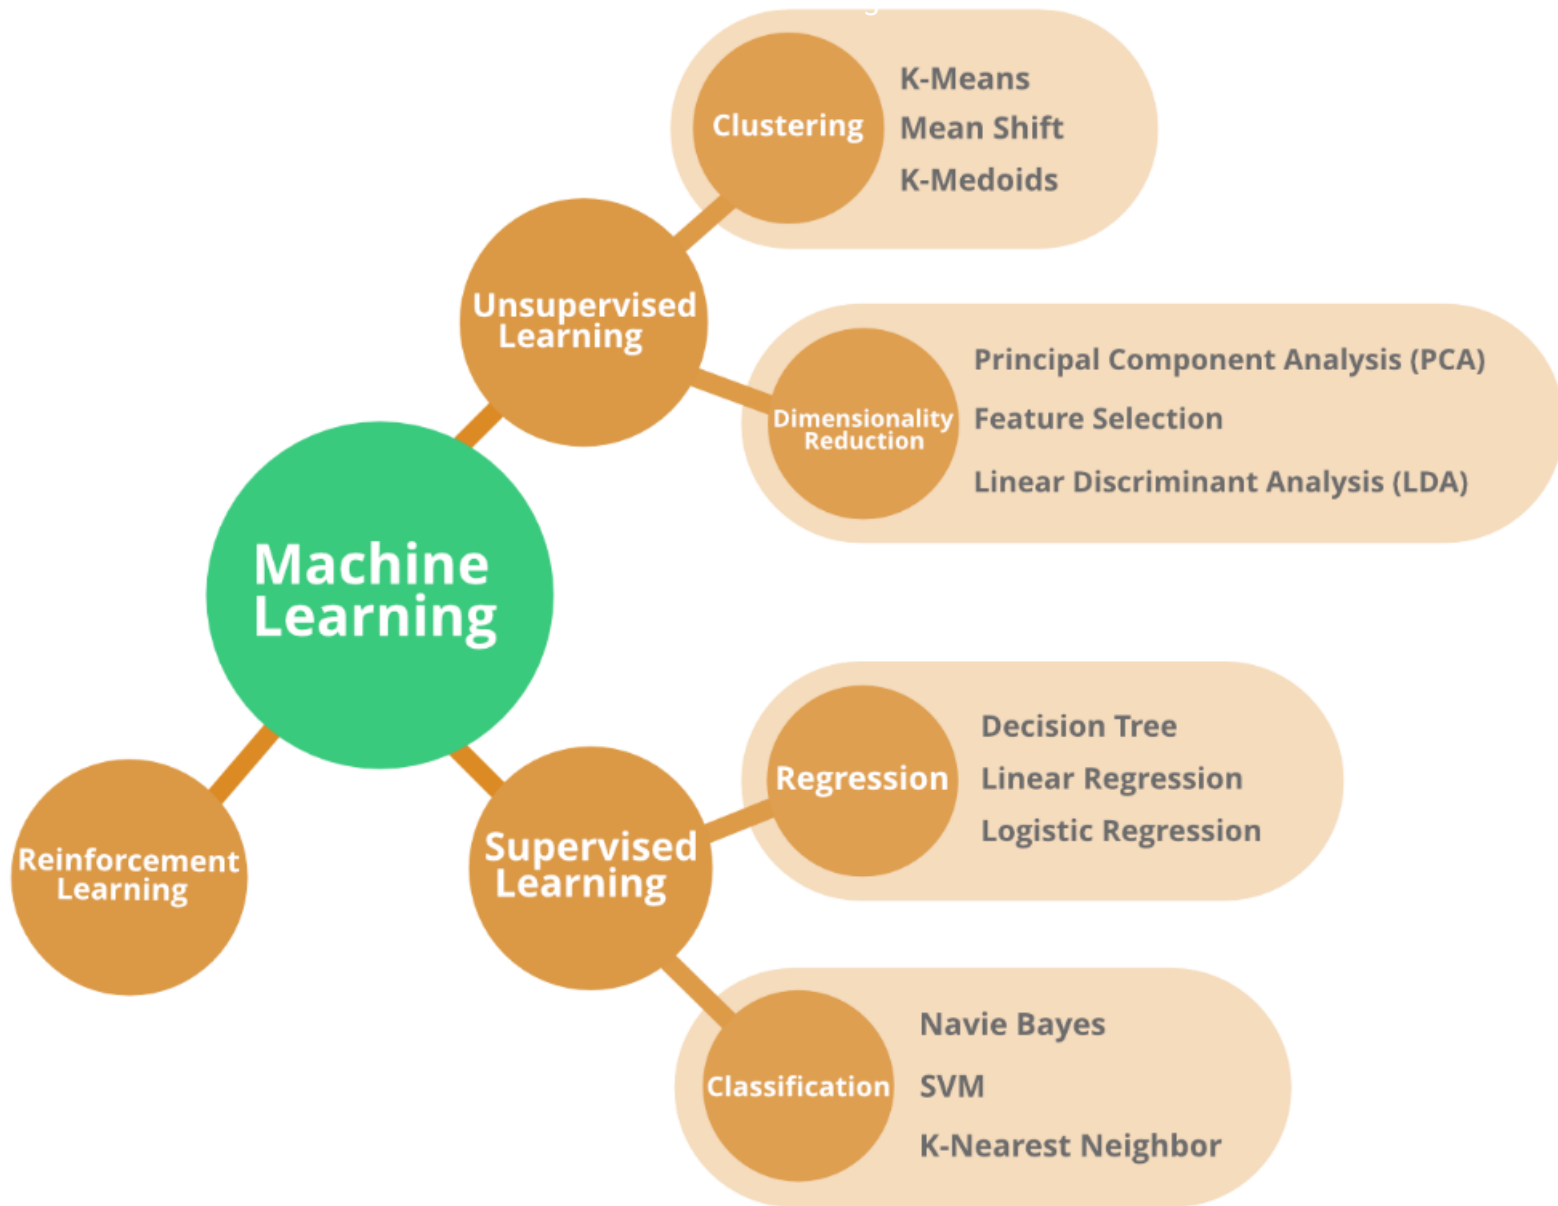 Clustering
K-Means
Mean Shift
K-Medoids
Unsupervised
Learning
Dimensionality
Reduction
Principal Component Analysis (PCA)
Feature Selection
Linear Discriminant Analysis (LDA)
Machine
Learning
Reinforcement
Learning
Supervised
Learning
Regression
Decision Tree
Linear Regression
Logistic Regression
Classification
Navie Bayes
SVM
K-Nearest Neighbor